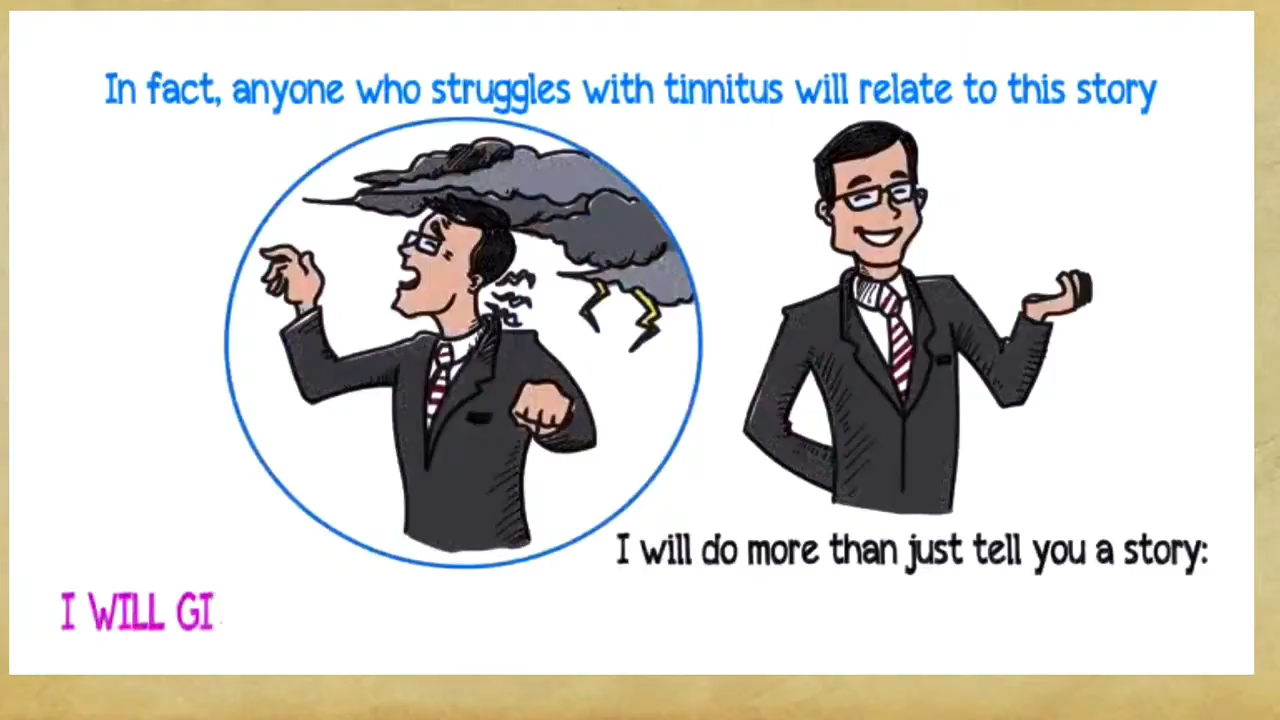 In fact, anyone who struggles with tinnitus will relate to this story
I will do more than just tell you a story:
I WILL GI